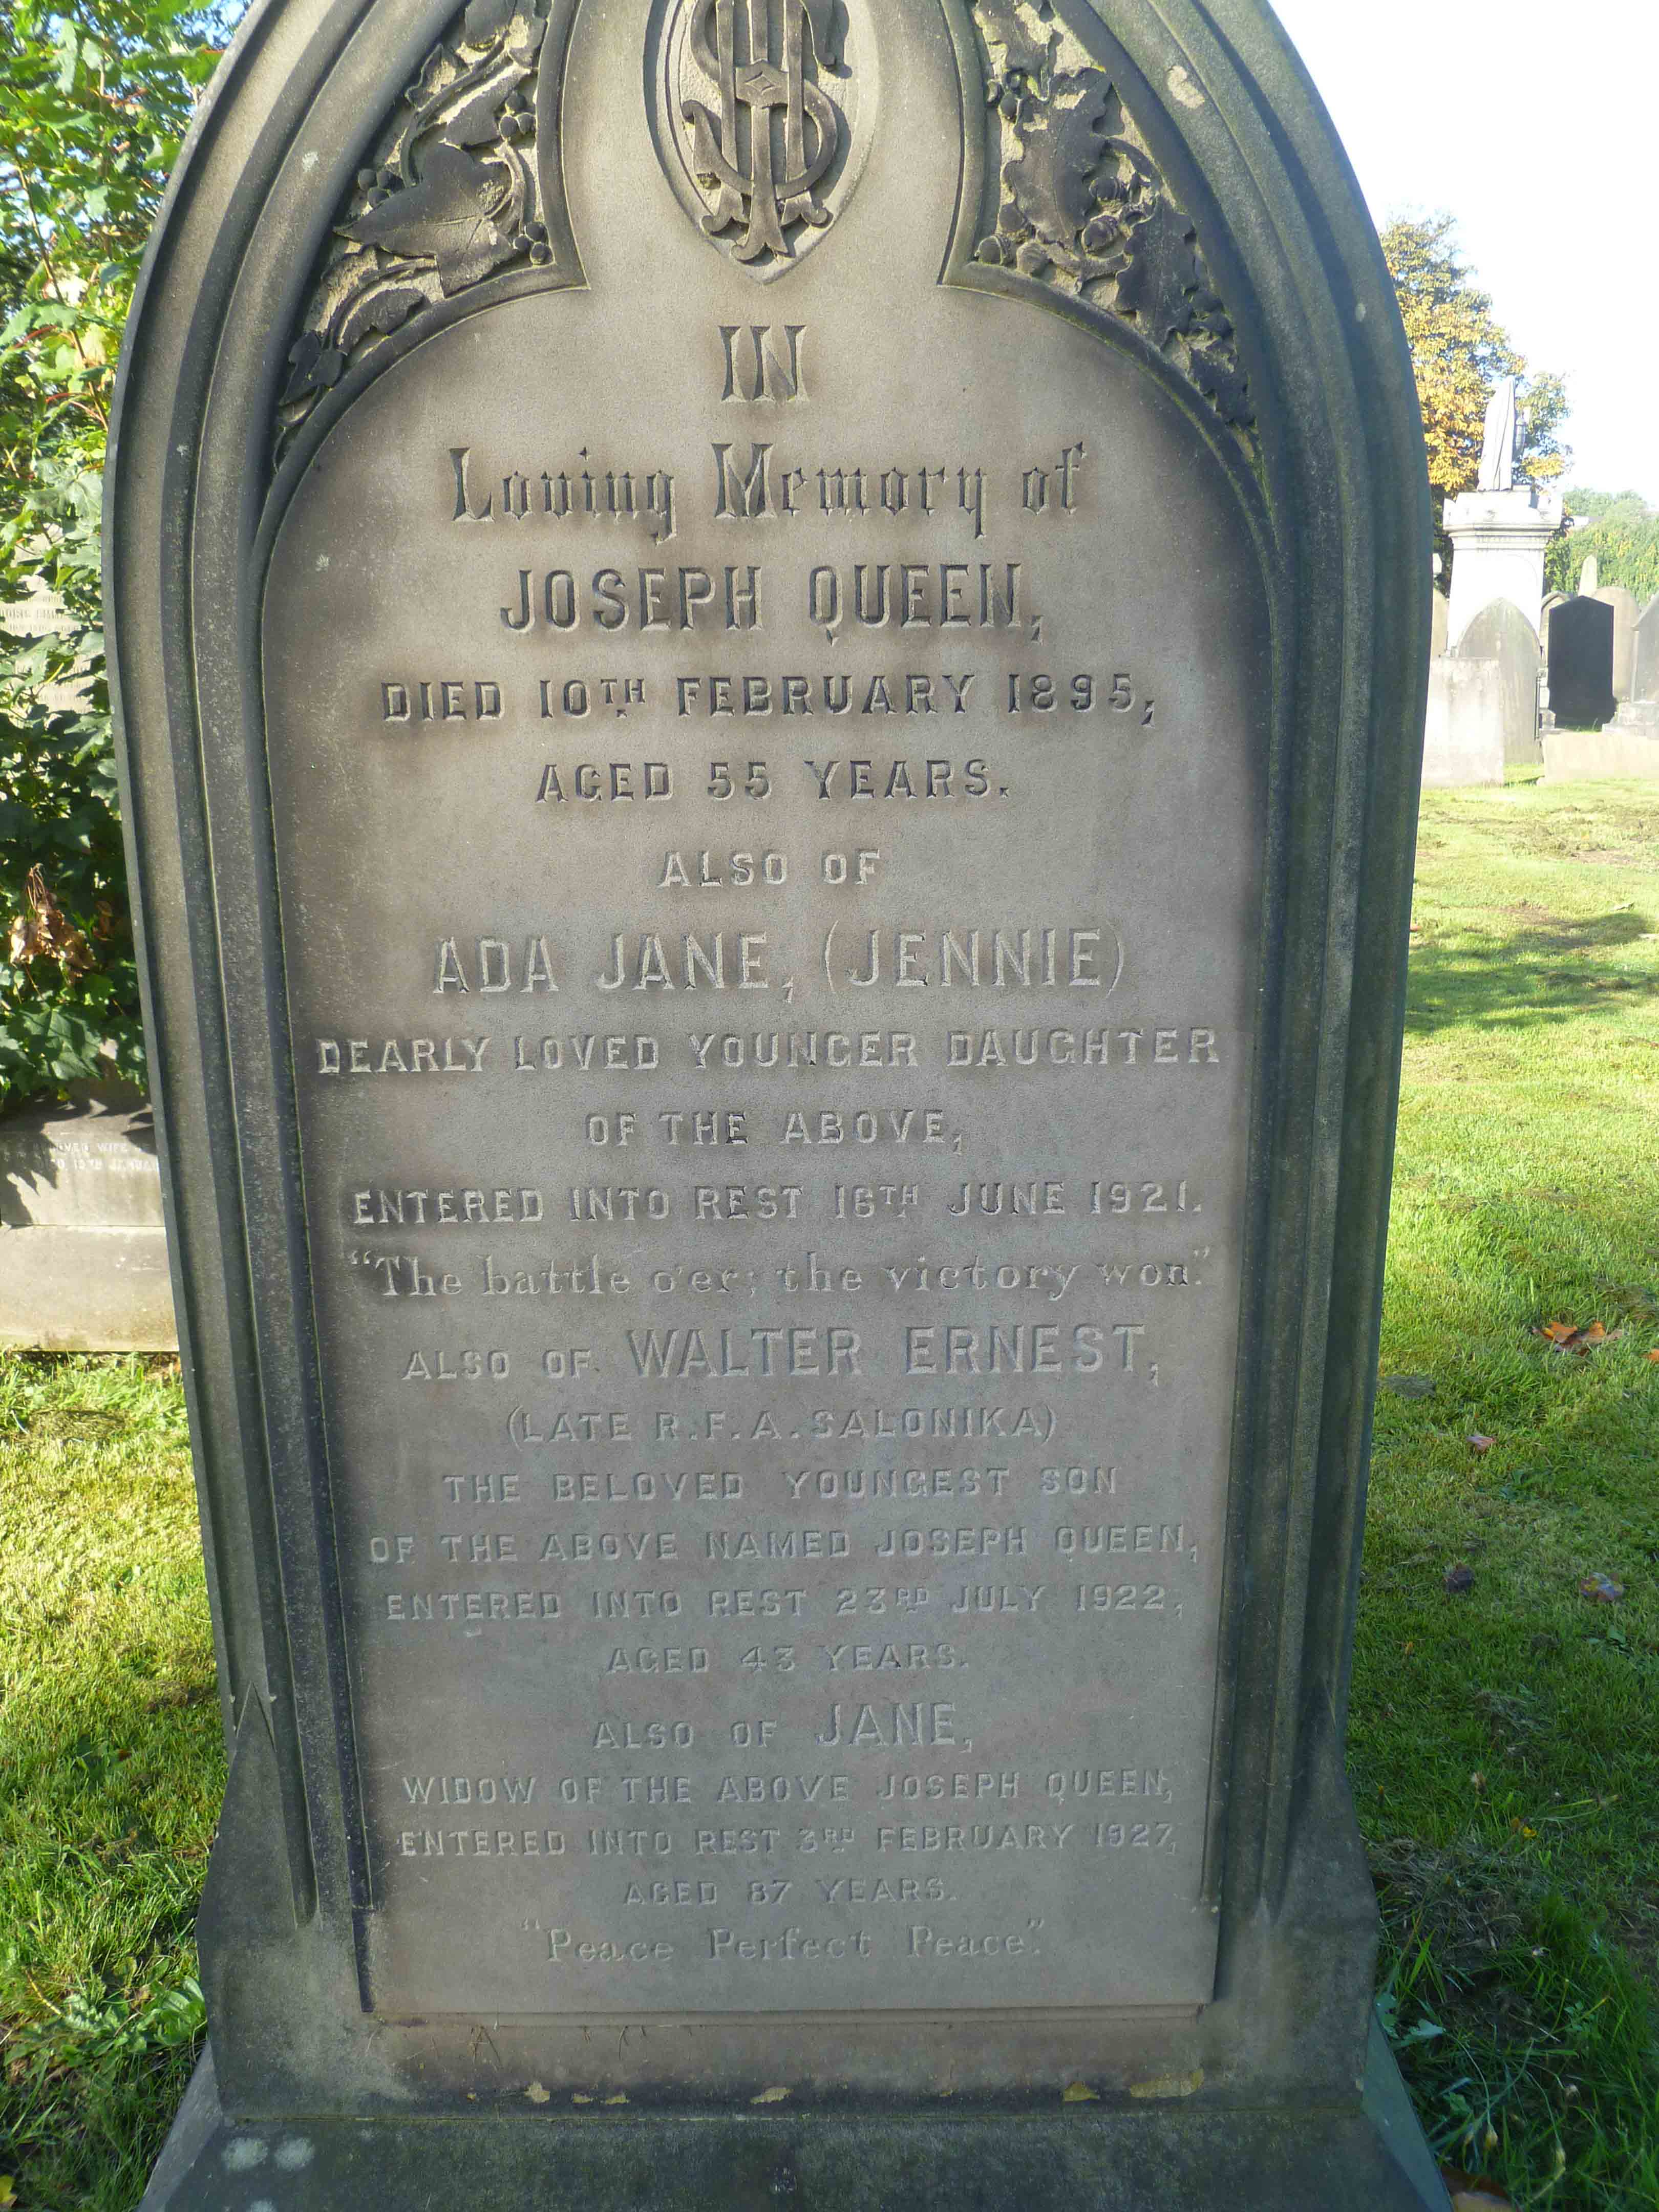 IHS
IN
Loving Memory of
JOSEPH QUEEN,
DIED 10TH FEBRUARY 1895,
AGED 55 YEARS.
ALSO OF
ADA JANE, (JENNIE)
DEARLY LOVED YOUNGER DAUGHTER
OF THE ABOVE,
ENTERED INTO REST 16TH JUNE 1921.
"The battle o'er; the victory won."
ALSO OF WALTER ERNEST,
(LATE R.F.A. SALONIKA)
THE BELOVED YOUNGEST SON
OF THE ABOVE NAMED JOSEPH QUEEN,
ENTERED INTO REST 23RD JULY 1922,
AGED 43 YEARS.
ALSO OF JANE,
WIDOW OF THE ABOVE JOSEPH QUEEN,
ENTERED INTO REST 3RD FEBRUARY 1927,
AGED 87 YEARS.
"Peace Perfect Peace."